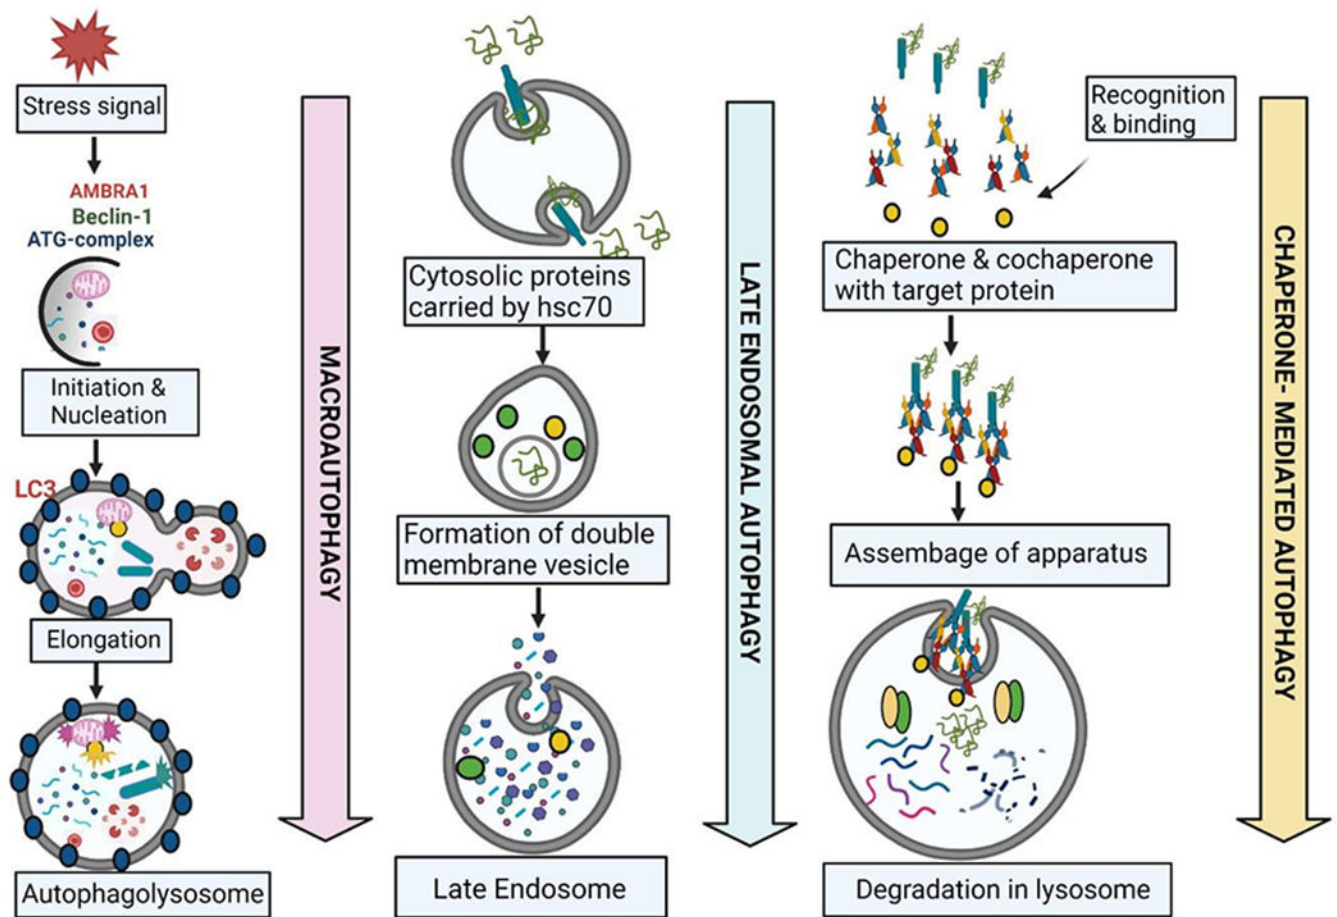 Stress signal
AMBRA1
Beclin-1
ATG-complex
Initiation &
Nucleation
LC3
Elongation
Autophagolysosome
MACROAUTOPHAGY
Cytosolic proteins
carried by hsc70
Formation of double
membrane vesicle
Late Endosome
LATE ENDOSOMAL AUTOPHAGY
Recognition
& binding
Chaperone & cochaperone
with target protein
Assembage of apparatus
Degradation in lysosome
CHAPERONE- MEDIATED AUTOPHAGY